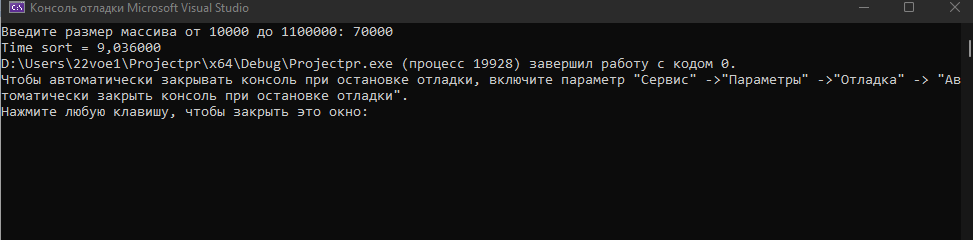 Консоль отладки Microsoft Visual Studio
Введите размер массива от 10000 до 1100000: 70000
Time sort = 9,036000
D:\Users\22voe1\Projectpr\x64\Debug\Projectpr.exe (процесс 19928) завершил работу с кодом 0.
Чтобы автоматически закрывать консоль при остановке отладки, включите параметр "Сервис" ->"Параметры" ->"Отладка" -> "Ав
томатически закрыть консоль при остановке отладки".
Нажмите любую клавишу, чтобы закрыть это окно: